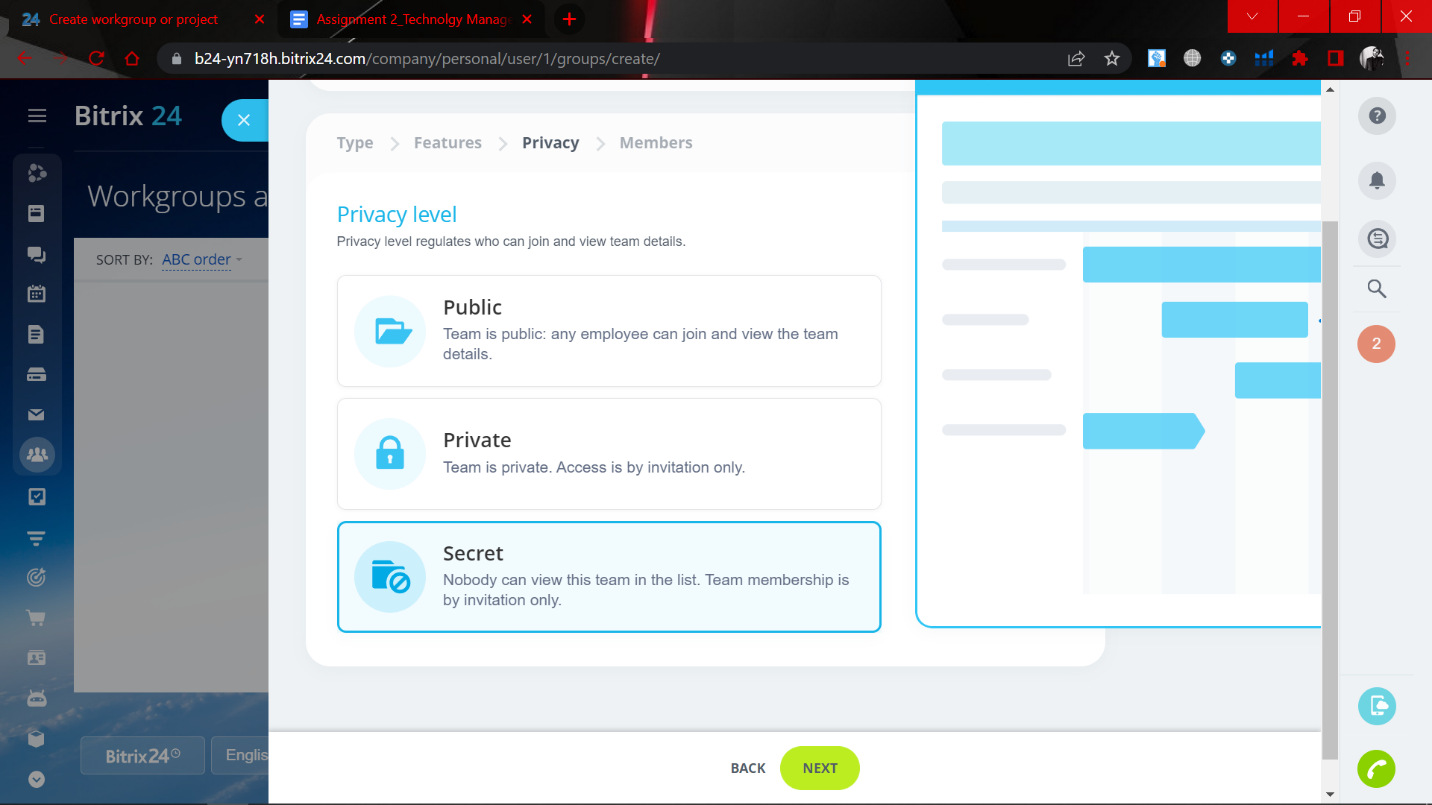 24 Create workgroup or project
Assignment 2_Technolgy Manage
b24-yn718h.bitrix24.com/company/personal/user/1/groups/create/
Bitrix 24
Workgroups a
SORT BY: ABC order
Type Features Privacy Members
Privacy level
Privacy level regulates who can join and view team details.
Public
Team is public: any employee can join and view the team
details.
Private
Team is private. Access is by invitation only.
Secret
Nobody can view this team in the list. Team membership is
by invitation only.
2
Bitrix24
Englis
BACK NEXT